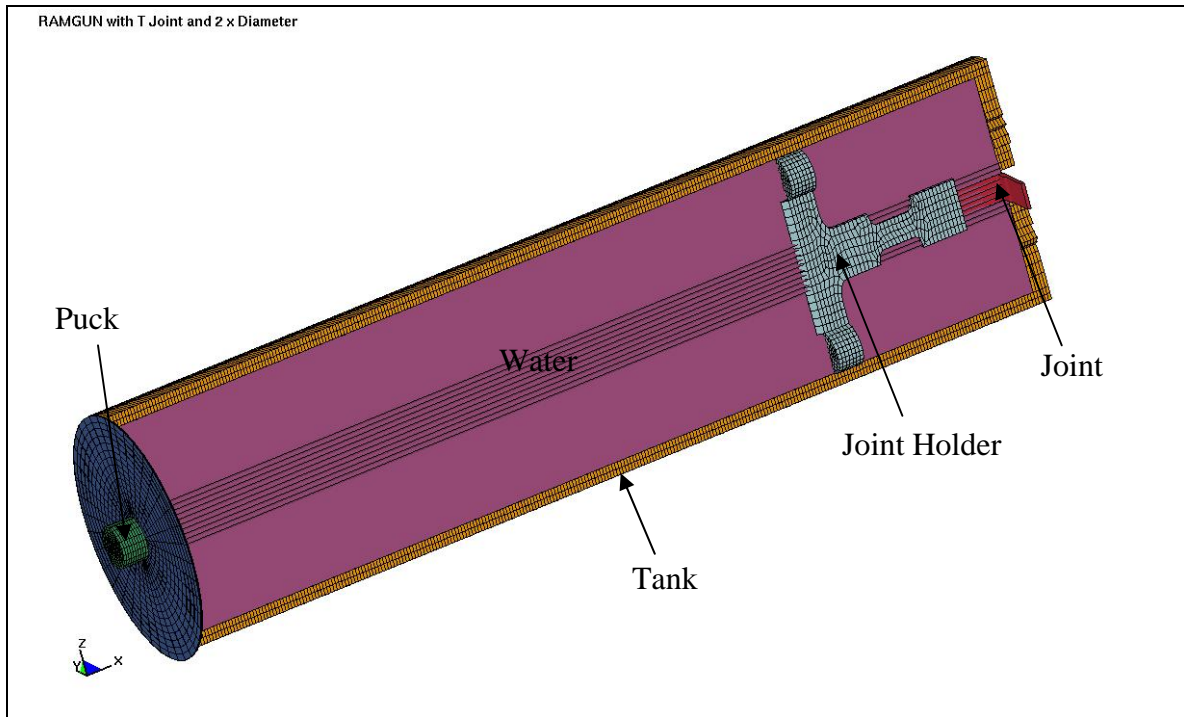 RAMGUN with T Joint and 2 x Diameter
Puck
Water
Joint
Joint Holder
Tank
Z
Y
X